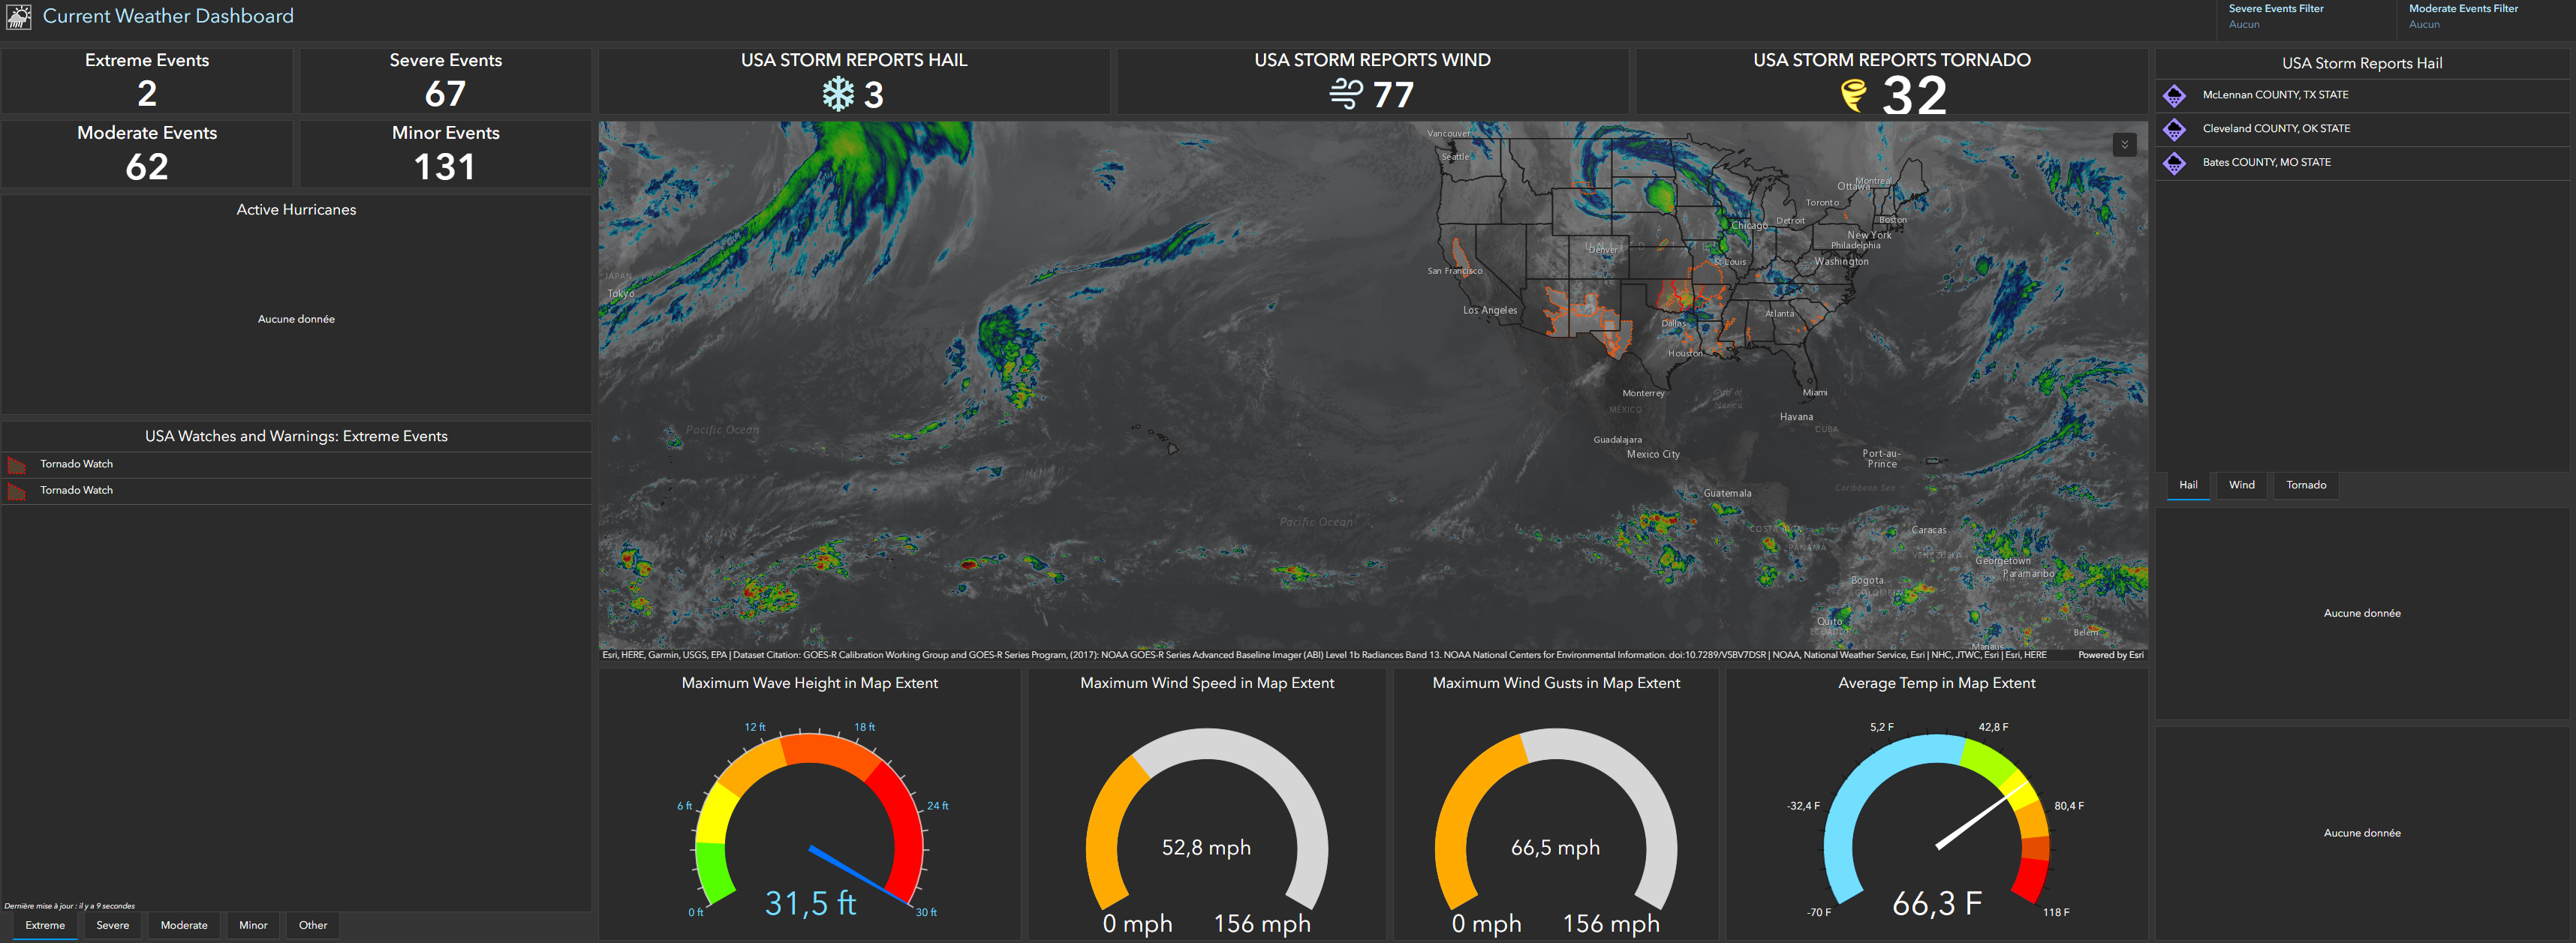 Current Weather Dashboard
Severe Events Filter
Aucun
Moderate Events Filter
Aucun
Extreme Events
2
Severe Events
67
Moderate Events
62
Minor Events
131
Active Hurricanes
Aucune donnée
USA Watches and Warnings: Extreme Events
Tornado Watch
Tornado Watch
Dernière mise à jour : il y a 9 secondes
Extreme
Severe
Moderate
Minor
Other
USA STORM REPORTS HAIL
3
USA STORM REPORTS WIND
77
USA STORM REPORTS TORNADO
32
Vancouver
Seattle
Ottawa
Montreal
Toronto
Boston
Detroit
Chicago
New York
Philadelphia
UNITED STATES
Denver
St Louis
Washington
San Francisco
JAPAN
Tokyo
Los Angeles
Atlanta
Dallas
Houston
Monterrey
Gulf of
Mexico
Miami
MÉXICO
Havana
CUBA
Pacific Ocean
Guadalajara
Mexico City
Port-au-
Prince
Caribbean Sea
Guatemala
Pacific Ocean
COSTA RICA
Caracas
PANAMA
VENEZUELA
Georgetown
Paramaribo
Bogota
COLOMBIA
Quito
ECUADOR
Belém
Manaus
Esri, HERE, Garmin, USGS, EPA | Dataset Citation: GOES-R Calibration Working Group and GOES-R Series Program, (2017): NOAA GOES-R Series Advanced Baseline Imager (ABI) Level 1b Radiances Band 13. NOAA National Centers for Environmental Information. doi:10.7289/V5BV7DSR | NOAA, National Weather Service, Esri | NHC, JTWC, Esri | Esri, HERE
Powered by Esri
Maximum Wave Height in Map Extent
0 ft
6 ft
12 ft
18 ft
24 ft
30 ft
31,5 ft
Maximum Wind Speed in Map Extent
52,8 mph
0 mph
156 mph
Maximum Wind Gusts in Map Extent
66,5 mph
0 mph
156 mph
Average Temp in Map Extent
-70 F
-32,4 F
5,2 F
42,8 F
80,4 F
118 F
66,3 F
USA Storm Reports Hail
McLennan COUNTY, TX STATE
Cleveland COUNTY, OK STATE
Bates COUNTY, MO STATE
Hail
Wind
Tornado
Aucune donnée
Aucune donnée